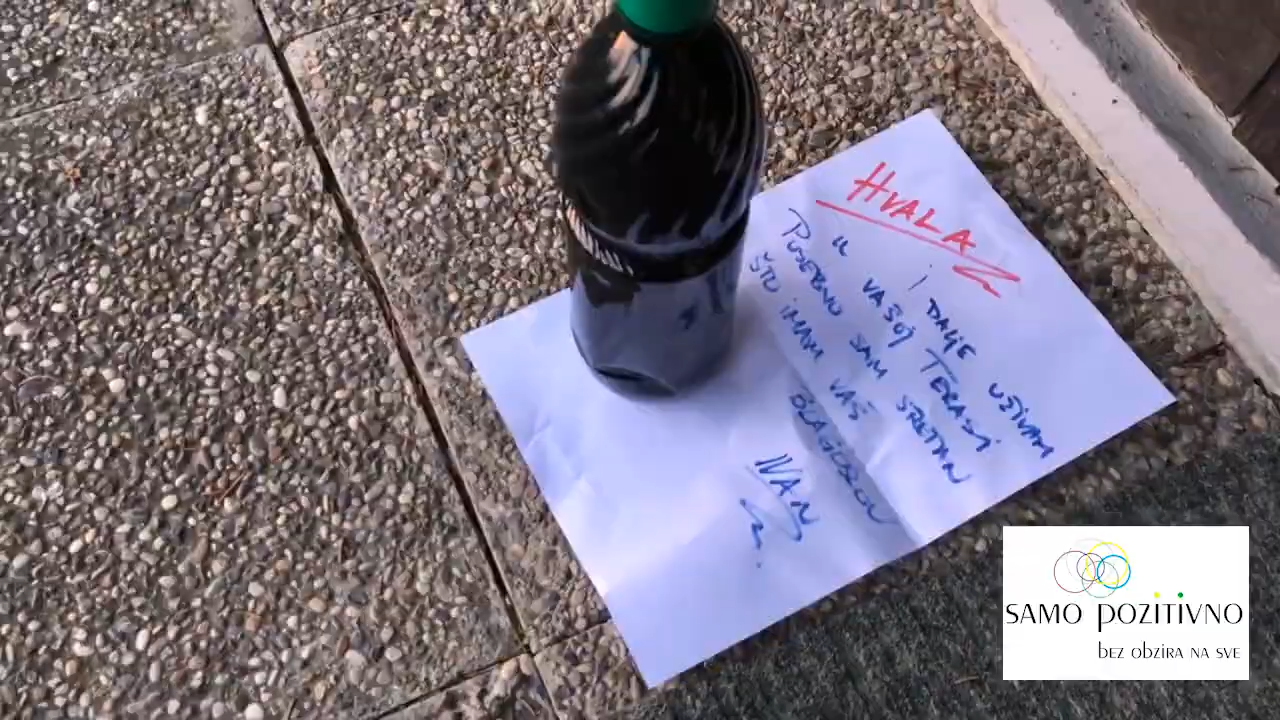 HVALA
I DALJE UŽIVAM
U VAŠOJ TERASI
POSEBNO SAM SRETAN
ŠTO IMAM VAŠ
BLAGOSLOV
IVAN
SAMO POZITIVNO
bez obzira na sve